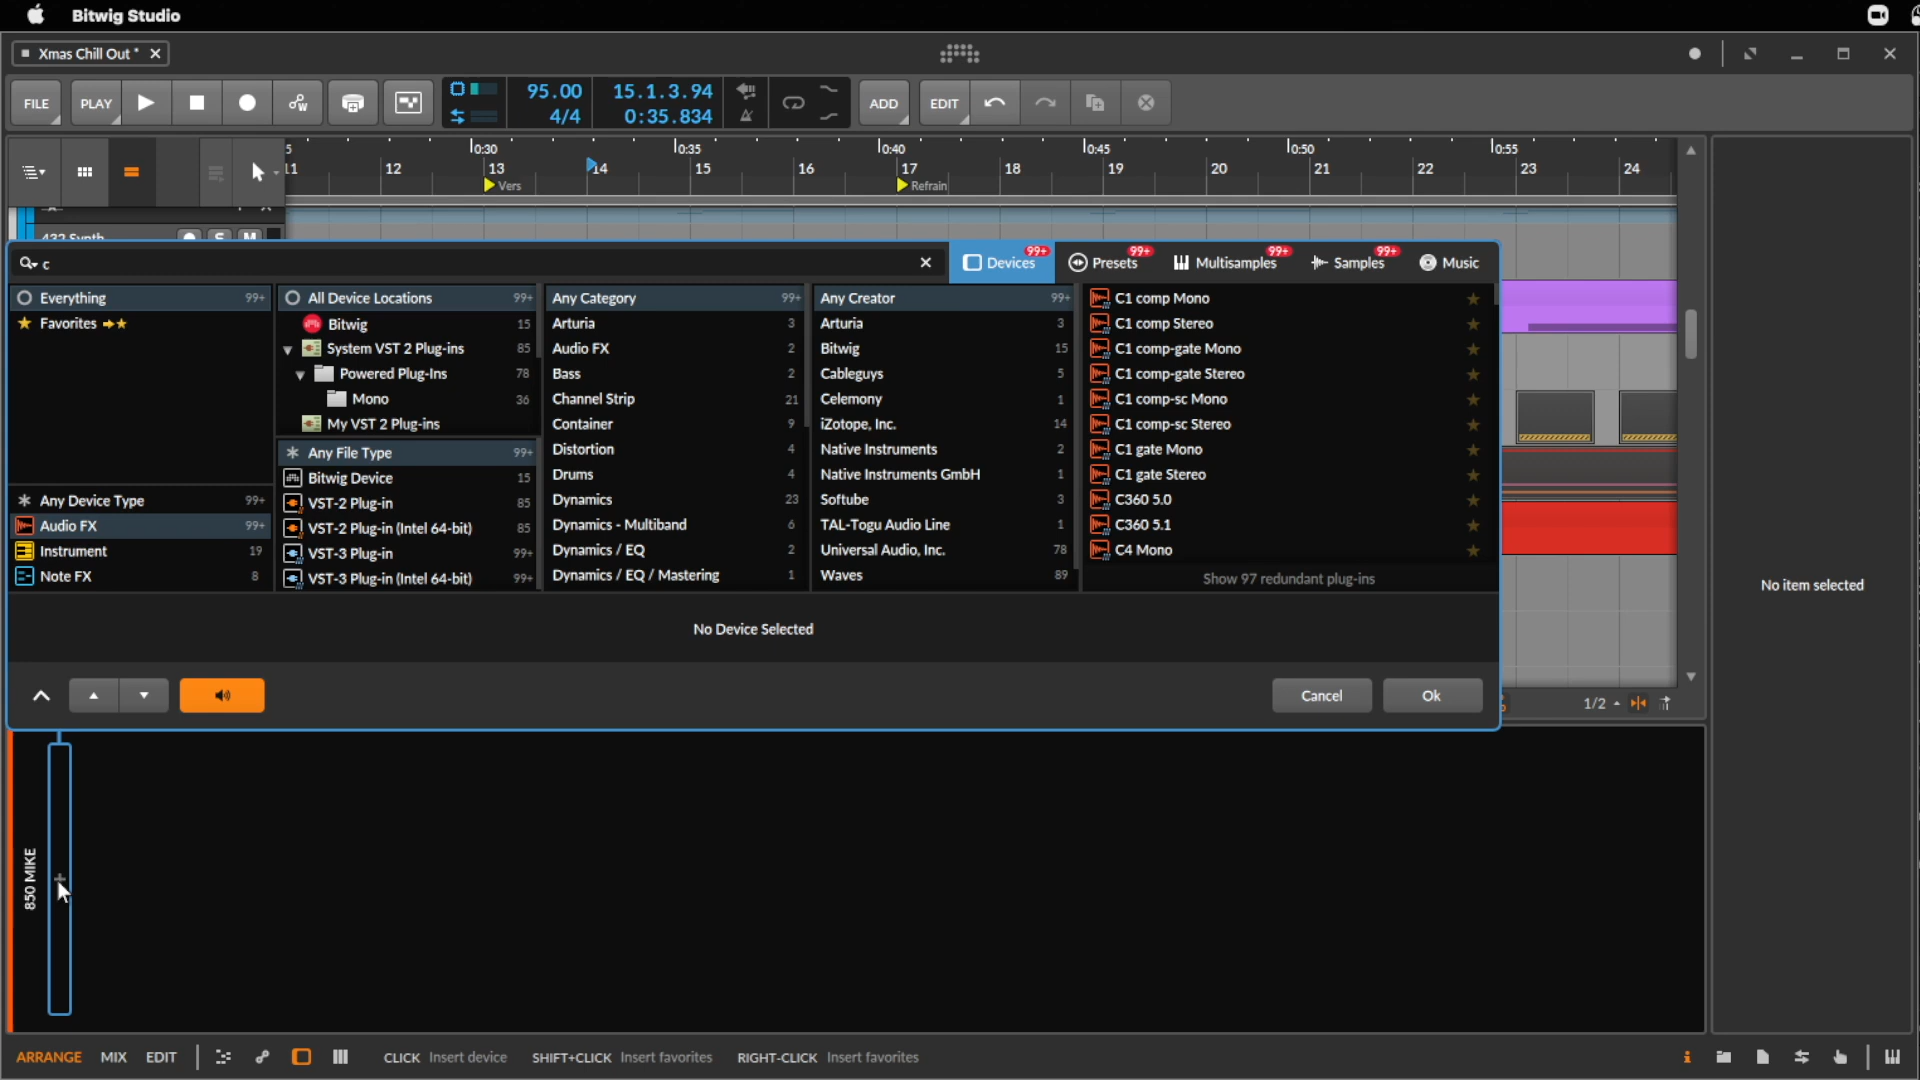 Bitwig Studio
Xmas Chill Out *
FILE PLAY 95.00 4/4 15.1.3.94 0:35.834 ADD EDIT
0:30 0:35 0:40 0:45 0:50 0:55
11 12 13 14 15 16 17 18 19 20 21 22 23 24
Vers Refrain
432 Synth S M
c
Devices 99+ Presets 99+ Multisamples 99+ Samples 99+ Music
Everything 99+
Favorites
Any Device Type 99+
Audio FX 99+
Instrument 19
Note FX 8
All Device Locations 99+
Bitwig 15
System VST 2 Plug-ins 85
Powered Plug-Ins 78
Mono 36
My VST 2 Plug-ins
Any File Type 99+
Bitwig Device 15
VST-2 Plug-in 85
VST-2 Plug-in (Intel 64-bit) 85
VST-3 Plug-in 99+
VST-3 Plug-in (Intel 64-bit) 99+
Any Category 99+
Arturia 3
Audio FX 2
Bass 2
Channel Strip 21
Container 9
Distortion 4
Drums 4
Dynamics 23
Dynamics - Multiband 6
Dynamics / EQ 2
Dynamics / EQ / Mastering 1
Any Creator 99+
Arturia 3
Bitwig 15
Cableguys 5
Celemony 1
iZotope, Inc. 14
Native Instruments 2
Native Instruments GmbH 1
Softube 3
TAL-Togu Audio Line 1
Universal Audio, Inc. 78
Waves 89
C1 comp Mono
C1 comp Stereo
C1 comp-gate Mono
C1 comp-gate Stereo
C1 comp-sc Mono
C1 comp-sc Stereo
C1 gate Mono
C1 gate Stereo
C360 5.0
C360 5.1
C4 Mono
Show 97 redundant plug-ins
No item selected
No Device Selected
Cancel Ok
1/2
850 MIKE
ARRANGE MIX EDIT CLICK Insert device SHIFT+CLICK Insert favorites RIGHT-CLICK Insert favorites